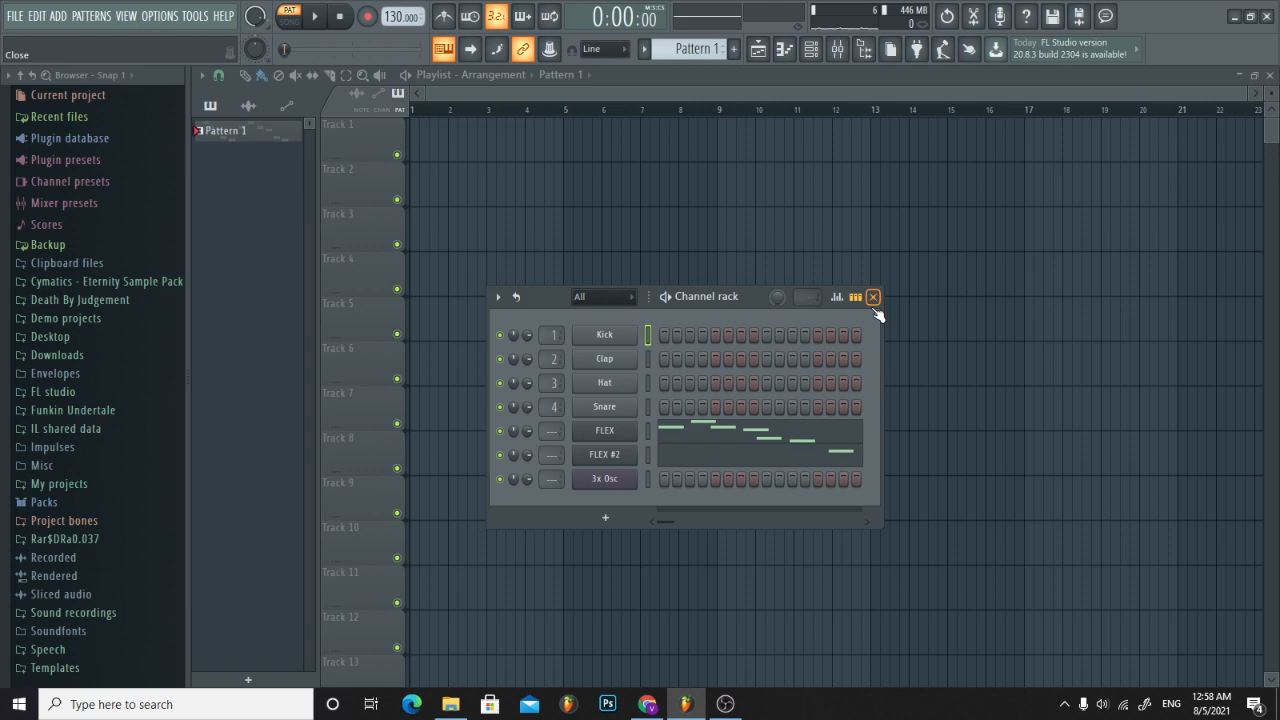 FILE EDIT ADD PATTERNS VIEW OPTIONS TOOLS HELP
PAT
SONG
130.000
3.2.
0:00:00
M:S:CS
6
446 MB
0
Close
Line
Pattern 1
Today FL Studio version
20.8.3 build 2304 is available!
Browser - Snap 1
Playlist - Arrangement
Pattern 1
NOTE CHAN PAT
1 2 3 4 5 6 7 8 9 10 11 12 13 14 15 16 17 18 19 20 21 22 23
Current project
Recent files
Plugin database
Plugin presets
Channel presets
Mixer presets
Scores
Backup
Clipboard files
Cymatics - Eternity Sample Pack
Death By Judgement
Demo projects
Desktop
Downloads
Envelopes
FL studio
Funkin Undertale
IL shared data
Impulses
Misc
My projects
Packs
Project bones
Rar$DRa0.037
Recorded
Rendered
Sliced audio
Sound recordings
Soundfonts
Speech
Templates
Pattern 1
Track 1
Track 2
Track 3
Track 4
Track 5
Track 6
Track 7
Track 8
Track 9
Track 10
Track 11
Track 12
Track 13
All
Channel rack
1 Kick
2 Clap
3 Hat
4 Snare
--- FLEX
--- FLEX #2
--- 3x Osc
+
Type here to search
Ps
ENG
12:58 AM
8/5/2021
4